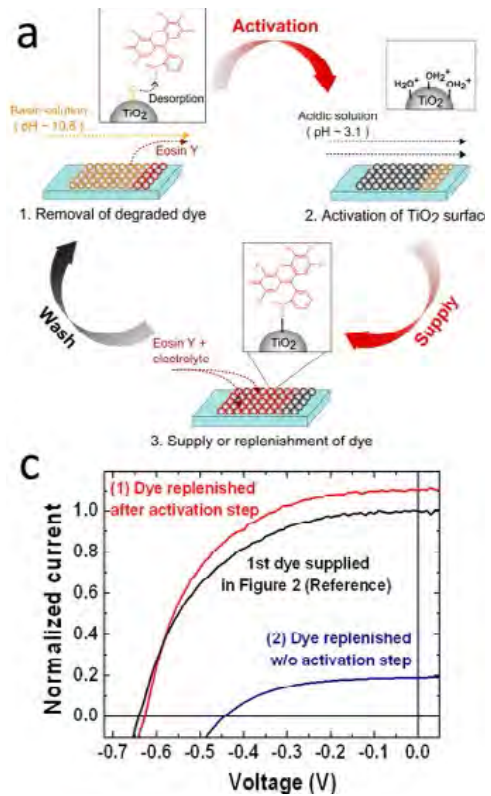 a
Activation
Desorption
TiO2
Basic solution
( pH ~ 10.8)
Eosin Y
1. Removal of degraded dye
H2O+
OH2+
H2O+
TiO2
Acidic solution
( pH ~ 3.1 )
2. Activation of TiO2 surface
Wash
Supply
TiO2
Eosin Y +
electrolyte
3. Supply or replenishment of dye
c
(1) Dye replenished
after activation step
1st dye supplied
in Figure 2 (Reference)
(2) Dye replenished
w/o activation step
Normalized current
1.0
0.8
0.6
0.4
0.2
0.0
-0.7 -0.6 -0.5 -0.4 -0.3 -0.2 -0.1 0.0
Voltage (V)